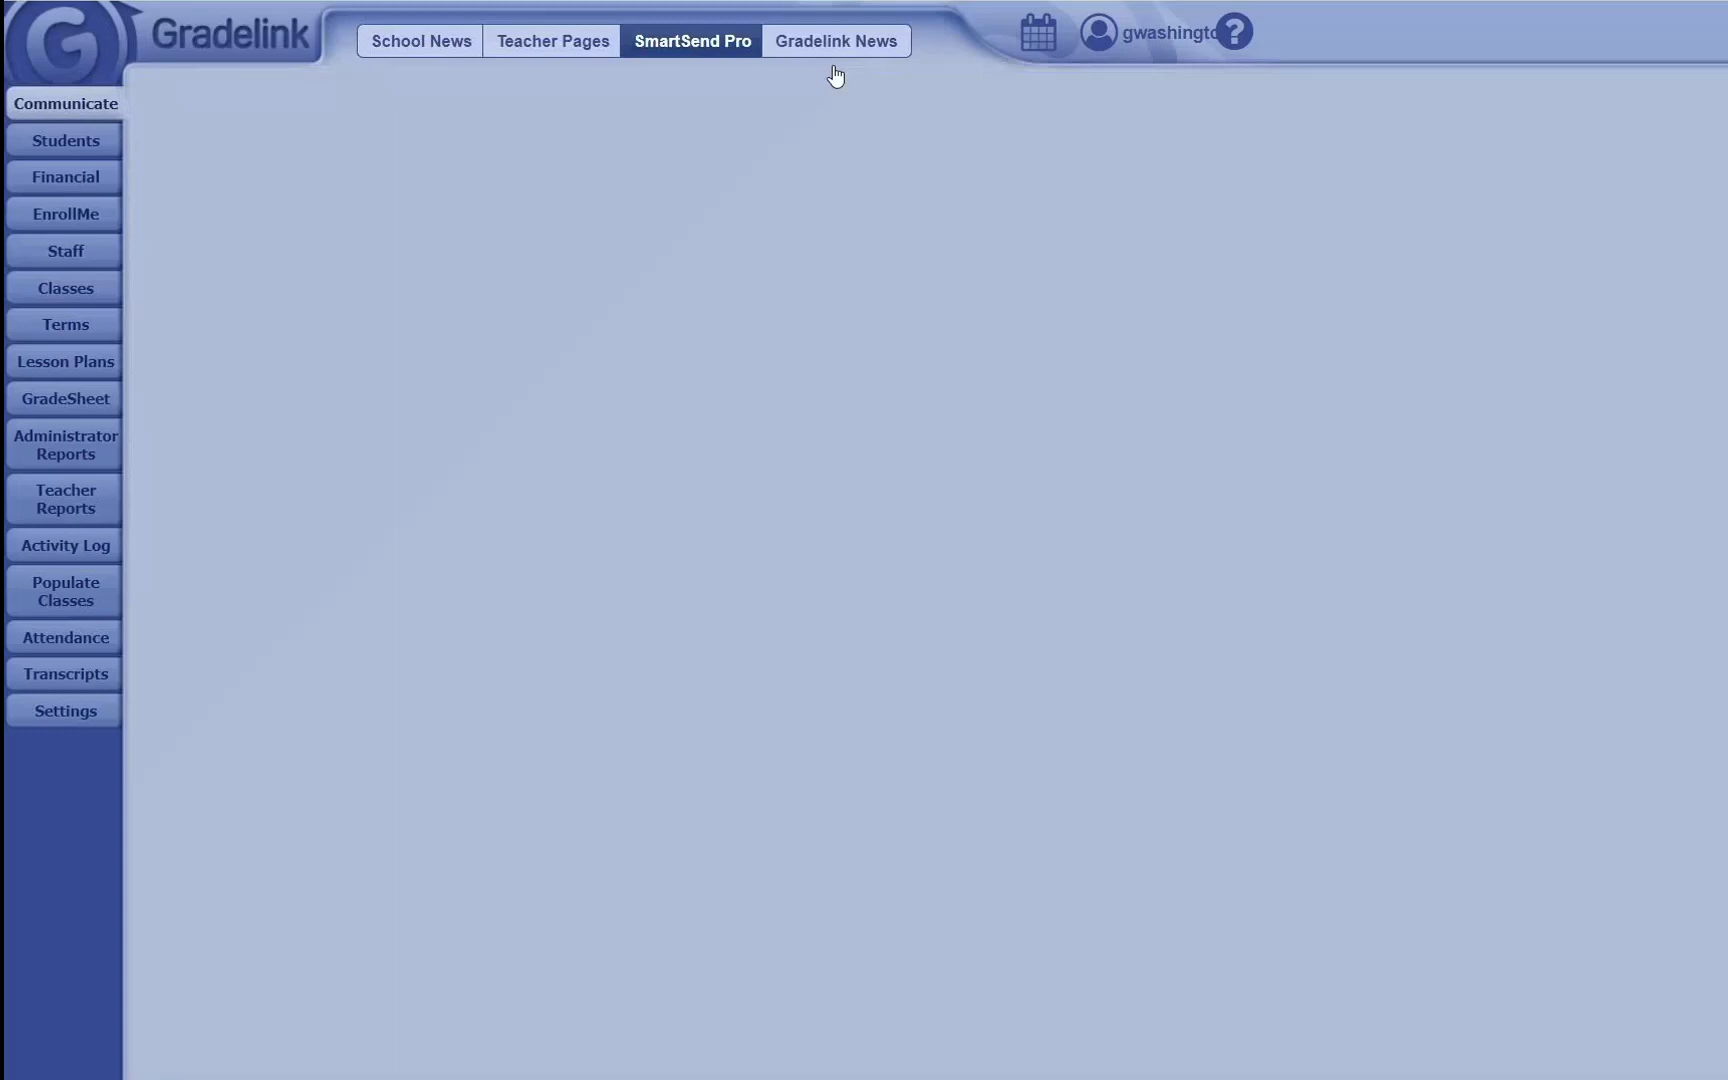 Gradelink
School News
Teacher Pages
SmartSend Pro
Gradelink News
gwashingto
?
Communicate
Students
Financial
EnrollMe
Staff
Classes
Terms
Lesson Plans
GradeSheet
Administrator
Reports
Teacher
Reports
Activity Log
Populate
Classes
Attendance
Transcripts
Settings